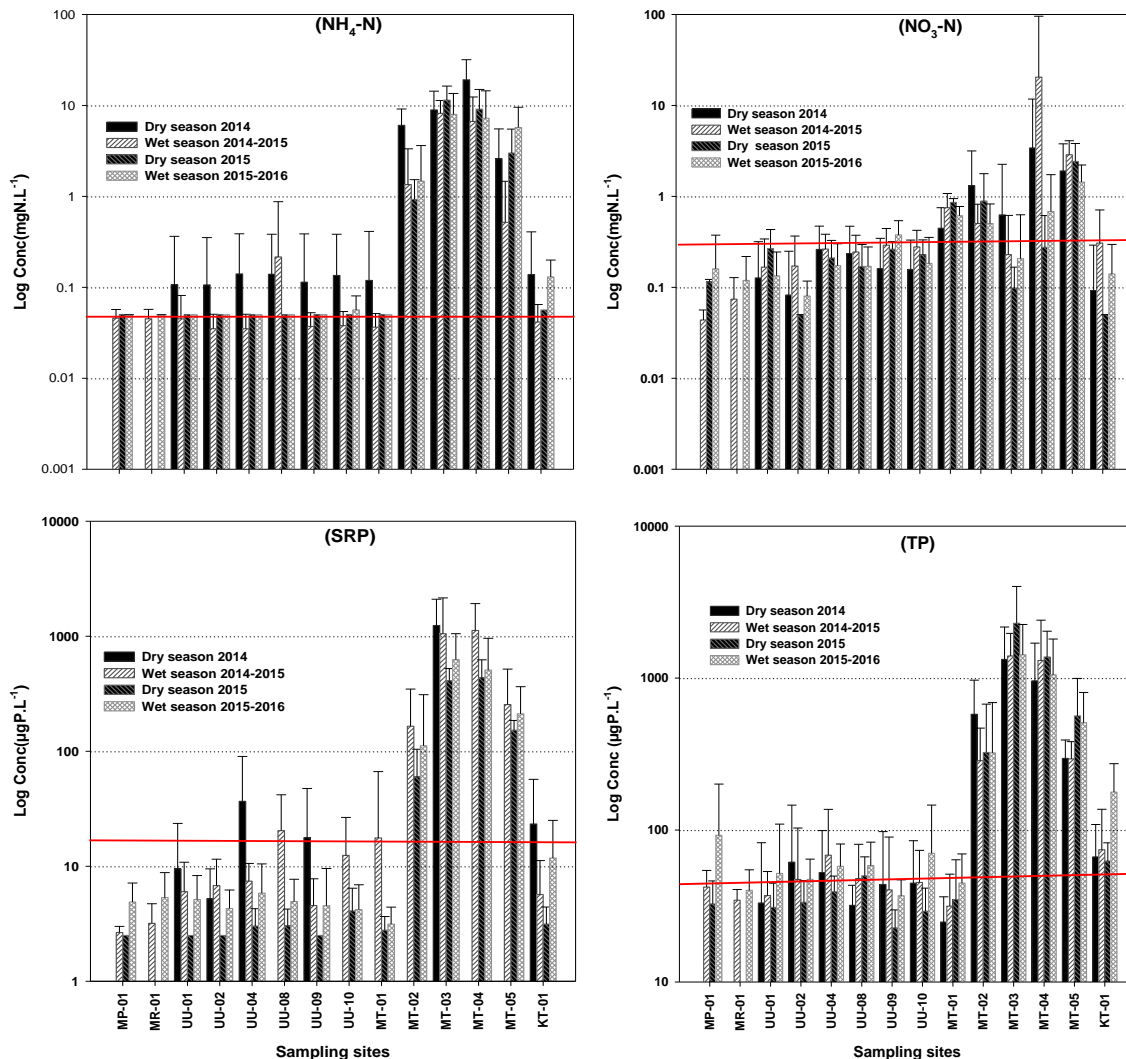 (NH₄-N)
Log Conc(mgN.L⁻¹)
100
10
1
0.1
0.01
0.001
Dry season 2014
Wet season 2014-2015
Dry season 2015
Wet season 2015-2016
(NO₃-N)
Log Conc(mgN.L⁻¹)
100
10
1
0.1
0.01
0.001
Dry season 2014
Wet season 2014-2015
Dry season 2015
Wet season 2015-2016
(SRP)
Log Conc(µgP.L⁻¹)
10000
1000
100
10
1
Dry season 2014
Wet season 2014-2015
Dry season 2015
Wet season 2015-2016
MP-01
MR-01
UU-01
UU-02
UU-04
UU-08
UU-09
UU-10
MT-01
MT-02
MT-03
MT-04
MT-05
KT-01
Sampling sites
(TP)
Log Conc (µgP.L⁻¹)
10000
1000
100
10
Dry season 2014
Wet season 2014-2015
Dry season 2015
Wet season 2015-2016
MP-01
MR-01
UU-01
UU-02
UU-04
UU-08
UU-09
UU-10
MT-01
MT-02
MT-03
MT-04
MT-05
KT-01
Sampling sites